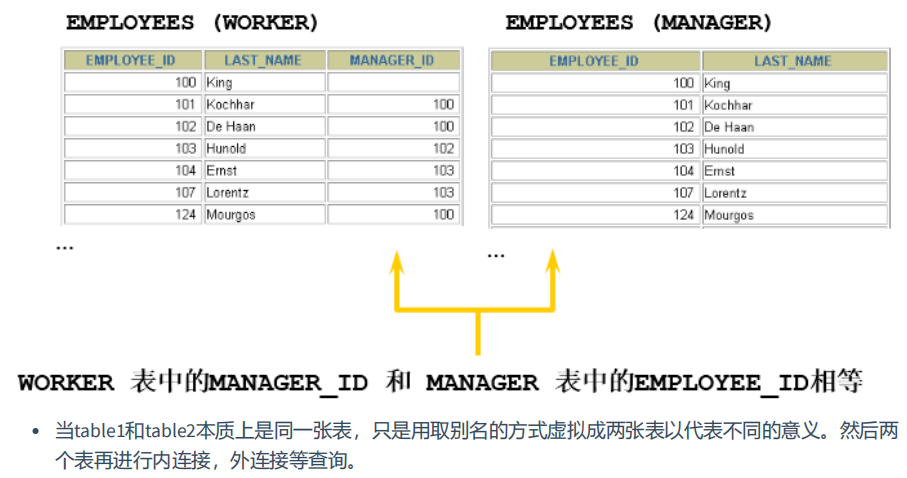 EMPLOYEES (WORKER)
EMPLOYEES (MANAGER)
EMPLOYEE_ID LAST_NAME MANAGER_ID
100 King
101 Kochhar 100
102 De Haan 100
103 Hunold 102
104 Ernst 103
107 Lorentz 103
124 Mourgos 100
...
EMPLOYEE_ID LAST_NAME
100 King
101 Kochhar
102 De Haan
103 Hunold
104 Ernst
107 Lorentz
124 Mourgos
...
WORKER 表中的MANAGER_ID 和 MANAGER 表中的EMPLOYEE_ID相等
• 当table1和table2本质上是同一张表，只是用取别名的方式虚拟成两张表以代表不同的意义。然后两
个表再进行内连接，外连接等查询。